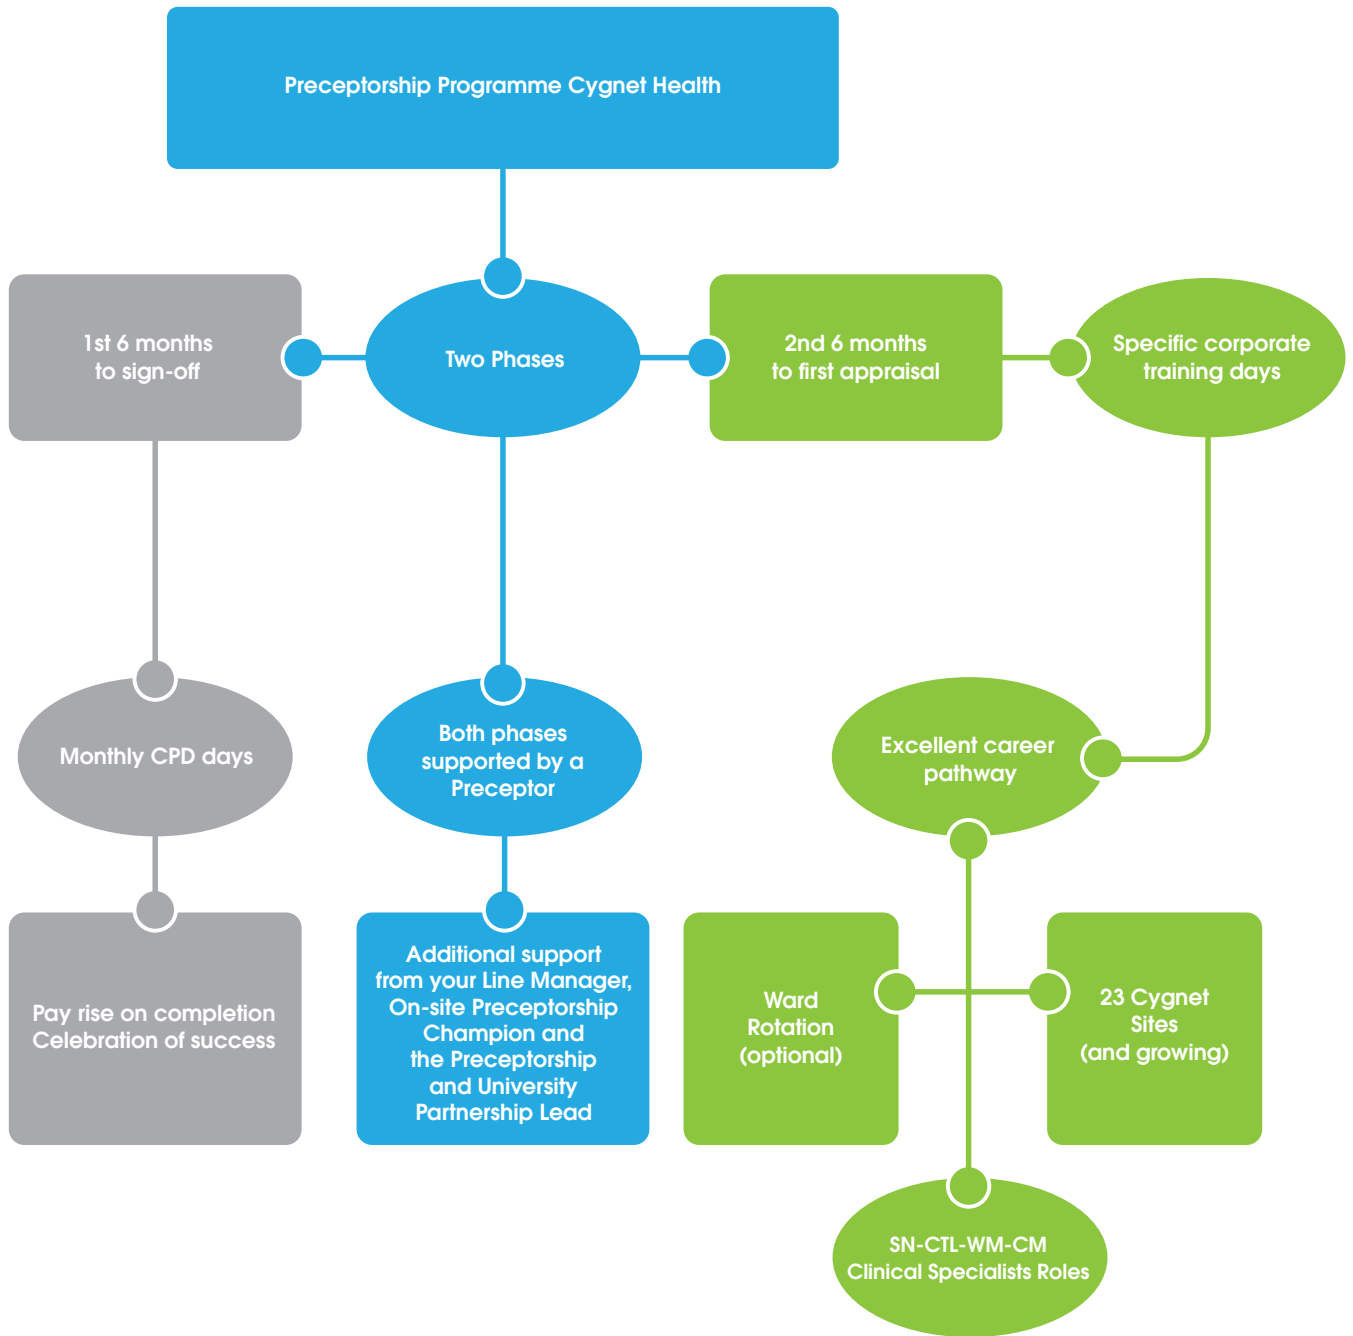 Preceptorship Programme Cygnet Health
1st 6 months
to sign-off
Two Phases
2nd 6 months
to first appraisal
Specific corporate
training days
Monthly CPD days
Both phases
supported by a
Preceptor
Excellent career
pathway
Pay rise on completion
Celebration of success
Additional support
from your Line Manager,
On-site Preceptorship
Champion and
the Preceptorship
and University
Partnership Lead
Ward
Rotation
(optional)
23 Cygnet
Sites
(and growing)
SN-CTL-WM-CM
Clinical Specialists Roles